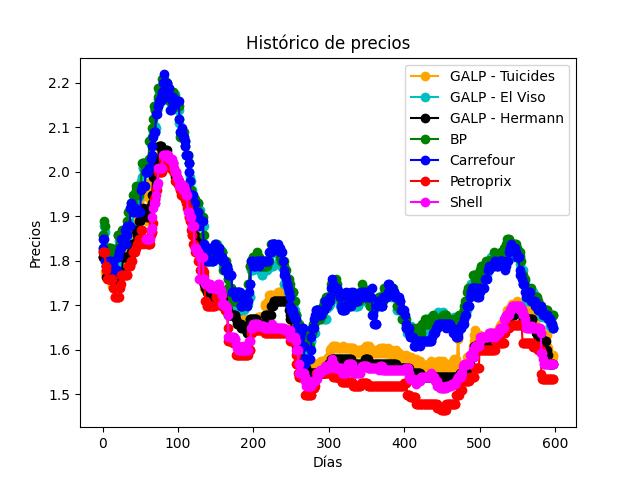 Histórico de precios
GALP - Tuicides
GALP - El Viso
GALP - Hermann
BP
Carrefour
Petroprix
Shell
Precios
2.2
2.1
2.0
1.9
1.8
1.7
1.6
1.5
0 100 200 300 400 500 600
Días